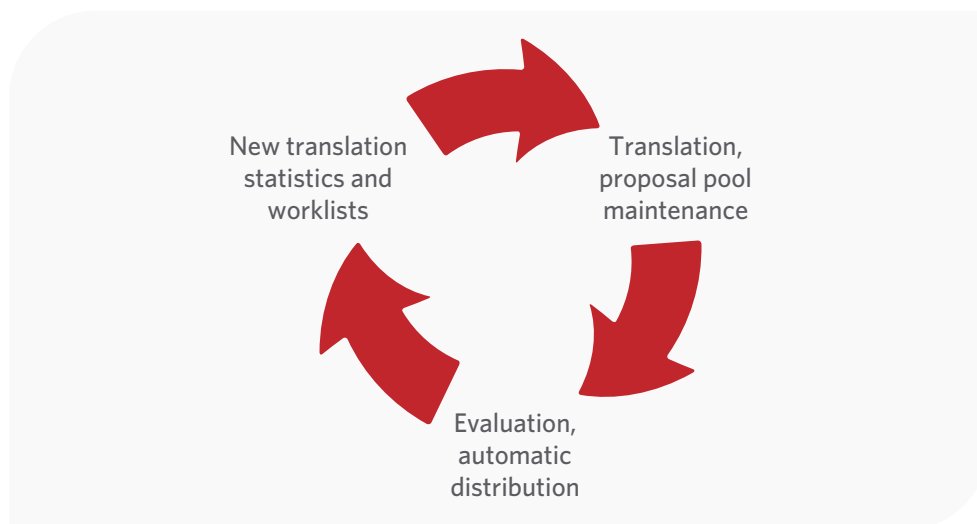 New translation
statistics and
worklists
Translation,
proposal pool
maintenance
Evaluation,
automatic
distribution